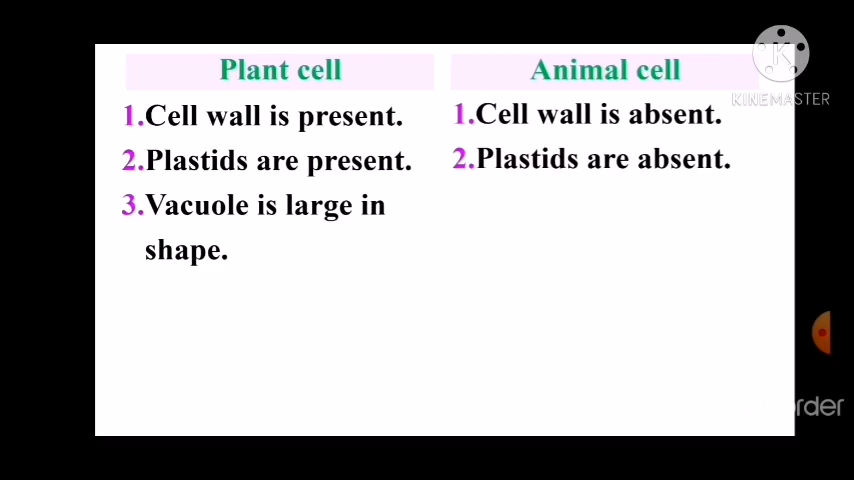 Plant cell
1.Cell wall is present.
2.Plastids are present.
3.Vacuole is large in
shape.
Animal cell
1.Cell wall is absent.
2.Plastids are absent.
K
KINEMASTER